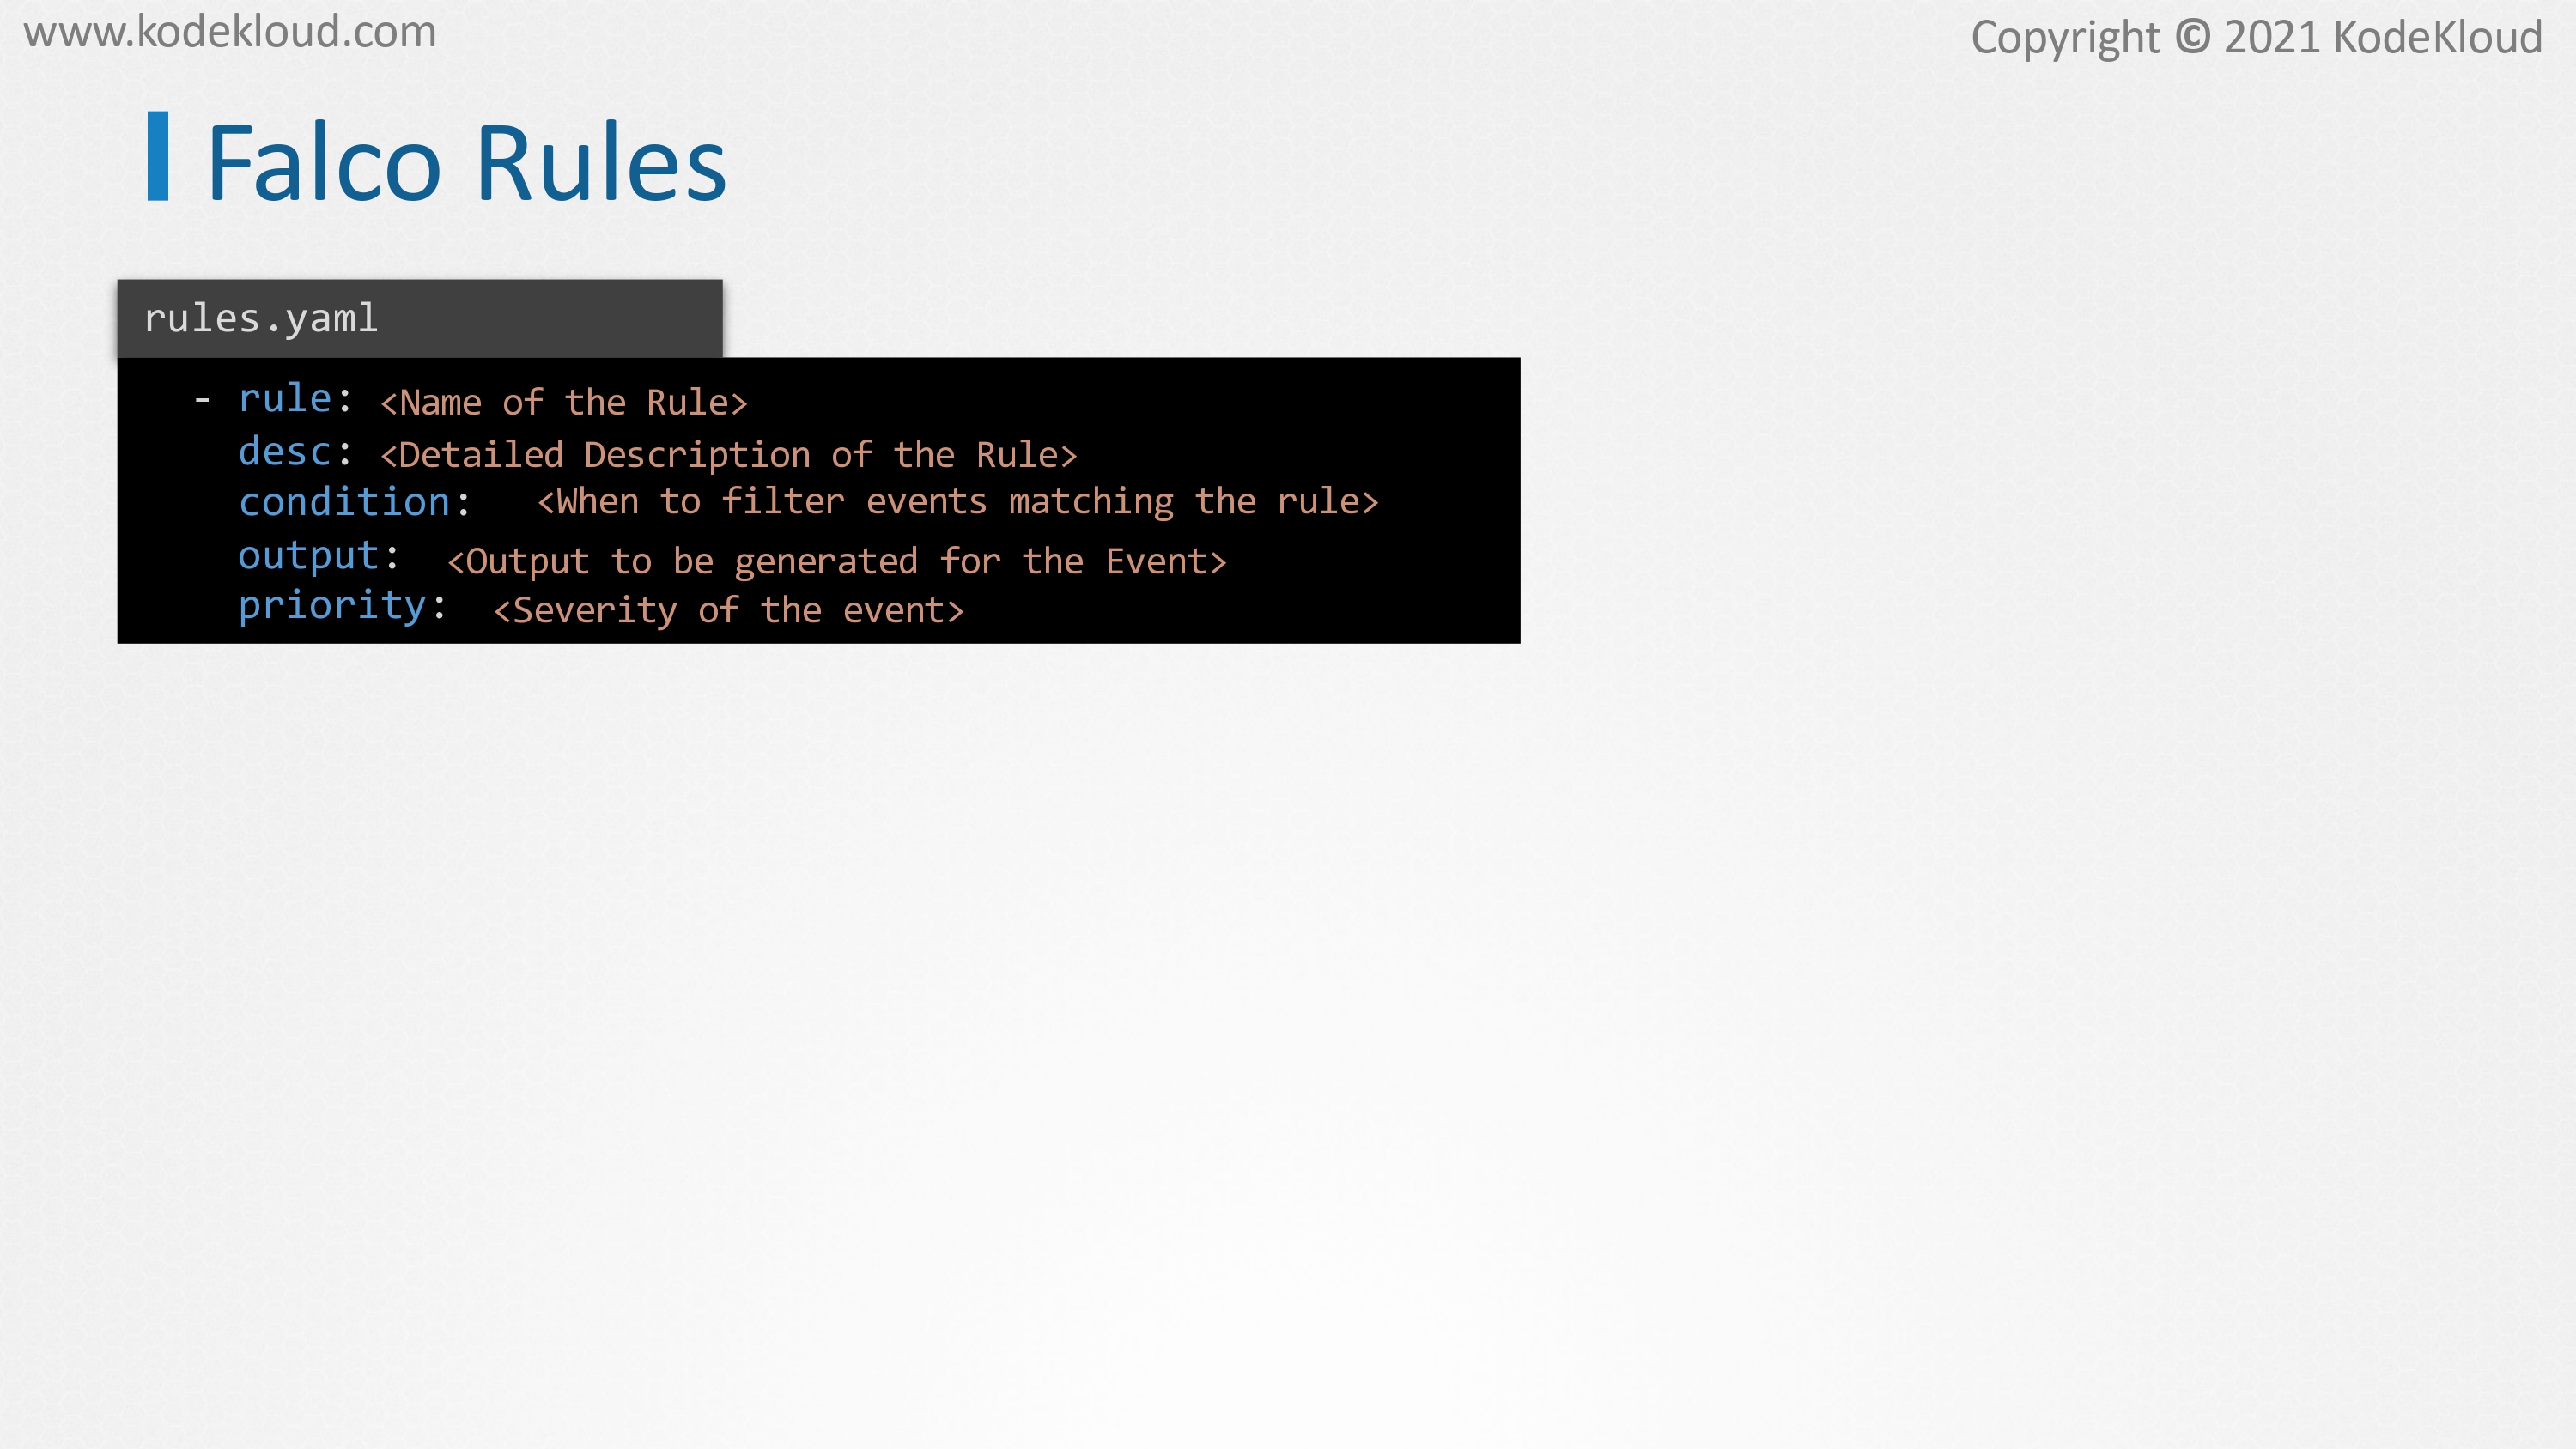 www.kodekloud.com
Copyright © 2021 KodeKloud
Falco Rules
rules.yaml
- rule: <Name of the Rule>
desc: <Detailed Description of the Rule>
condition: <When to filter events matching the rule>
output: <Output to be generated for the Event>
priority: <Severity of the event>